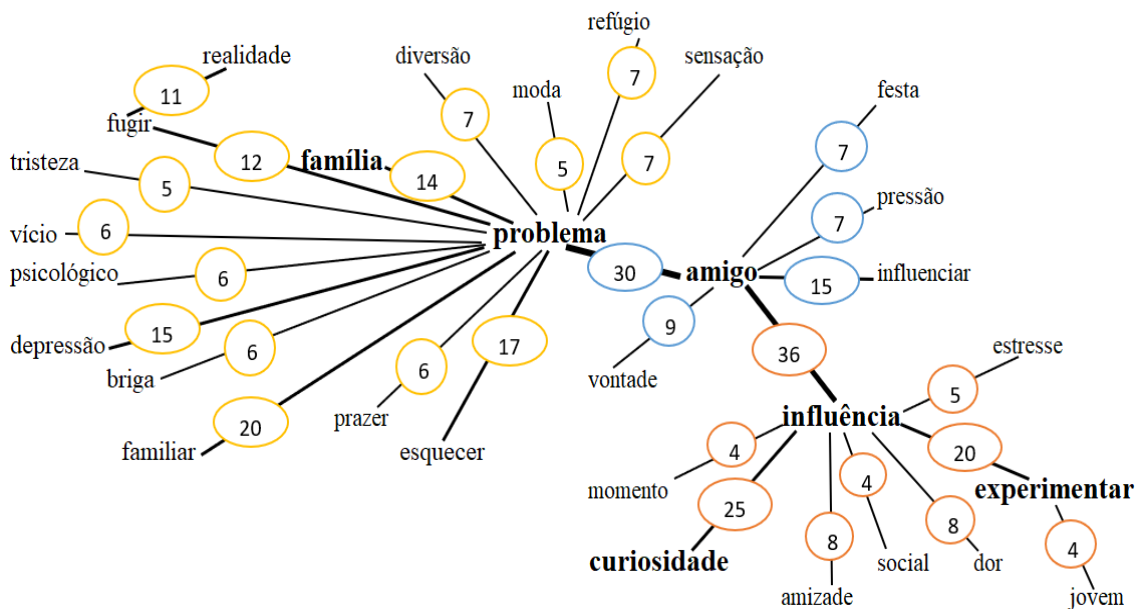 refúgio
realidade
diversão
sensação
7
11
moda
7
festa
fugir
7
12
família
14
5
7
7
tristeza
5
pressão
7
vício
6
problema
30
amigo
influenciar
15
psicológico
6
9
depressão
15
6
17
36
estresse
briga
6
vontade
5
prazer
influência
familiar
20
esquecer
4
20
momento
25
4
experimentar
8
8
4
curiosidade
social
dor
amizade
jovem